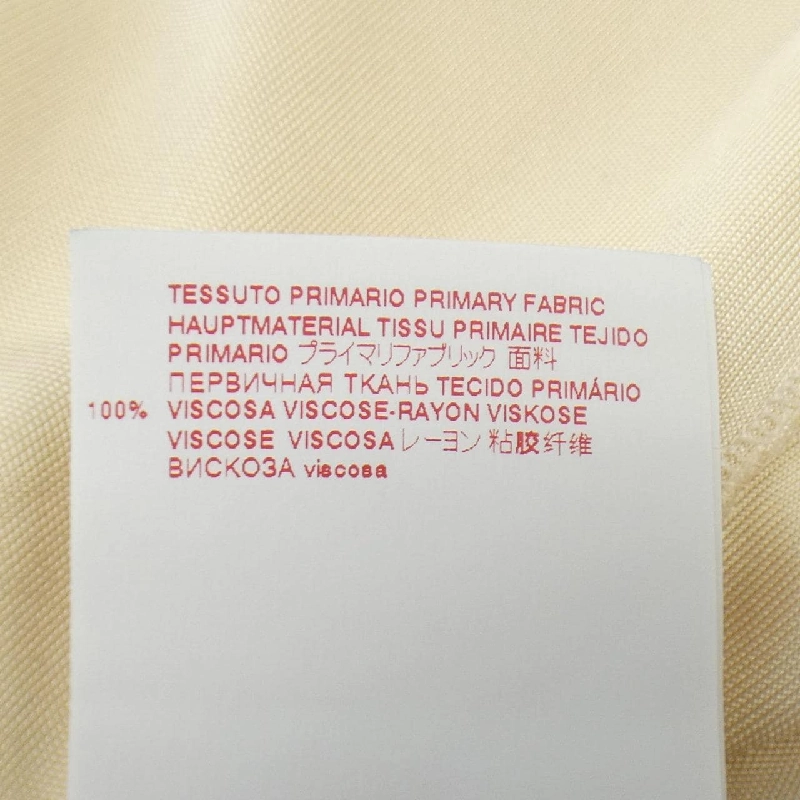 TESSUTO PRIMARIO PRIMARY FABRIC
HAUPTMATERIAL TISSU PRIMAIRE TEJIDO
PRIMARIO プライマリファブリック 面料
ПЕРВИЧНАЯ ТКАНЬ TECIDO PRIMÁRIO
100% VISCOSA VISCOSE-RAYON VISKOSE
VISCOSE VISCOSA レーヨン 粘胶纤维
ВИСКОЗА viscosa